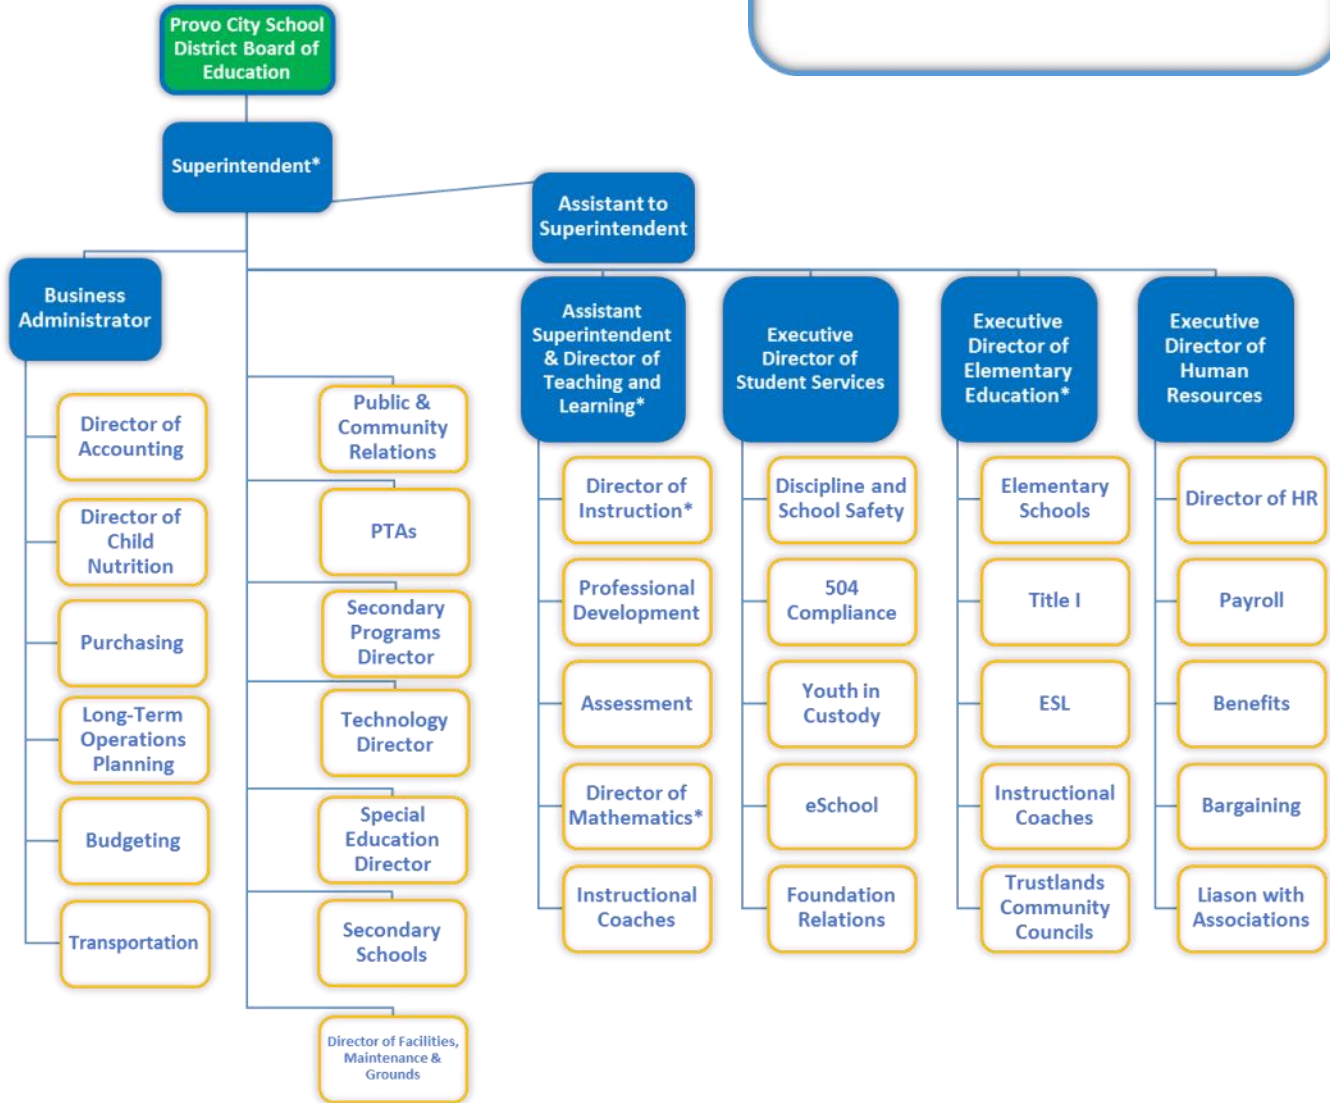 Provo City School
District Board of
Education
Superintendent*
Assistant to
Superintendent
Business
Administrator
Assistant
Superintendent
& Director of
Teaching and
Learning*
Executive
Director of
Student Services
Executive
Director of
Elementary
Education*
Executive
Director of
Human
Resources
Director of
Accounting
Director of
Child
Nutrition
Purchasing
Long-Term
Operations
Planning
Budgeting
Transportation
Public &
Community
Relations
PTAs
Secondary
Programs
Director
Technology
Director
Special
Education
Director
Secondary
Schools
Director of Facilities,
Maintenance &
Grounds
Director of
Instruction*
Professional
Development
Assessment
Director of
Mathematics*
Instructional
Coaches
Discipline and
School Safety
504
Compliance
Youth in
Custody
eSchool
Foundation
Relations
Elementary
Schools
Title I
ESL
Instructional
Coaches
Trustlands
Community
Councils
Director of HR
Payroll
Benefits
Bargaining
Liason with
Associations